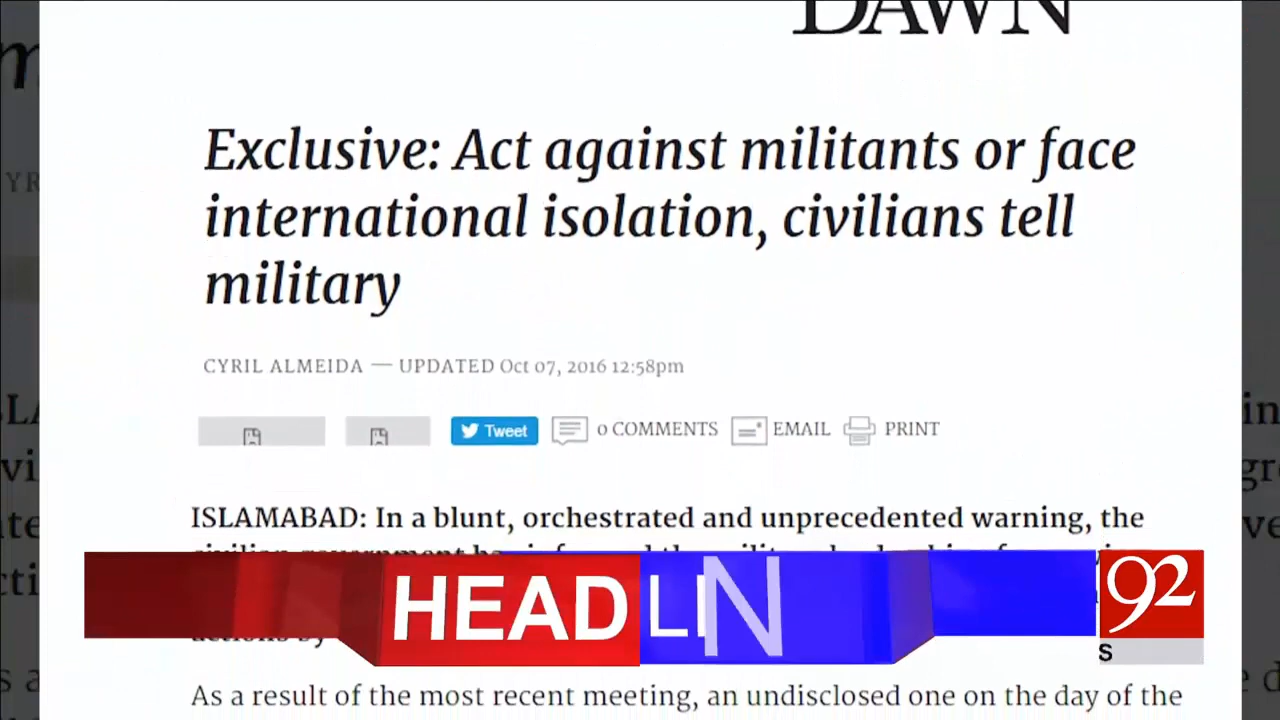 DAWN
Exclusive: Act against militants or face
international isolation, civilians tell
military
CYRIL ALMEIDA — UPDATED Oct 07, 2016 12:58pm
Tweet
0 COMMENTS
EMAIL
PRINT
ISLAMABAD: In a blunt, orchestrated and unprecedented warning, the
HEADLIN
92
S
As a result of the most recent meeting, an undisclosed one on the day of the